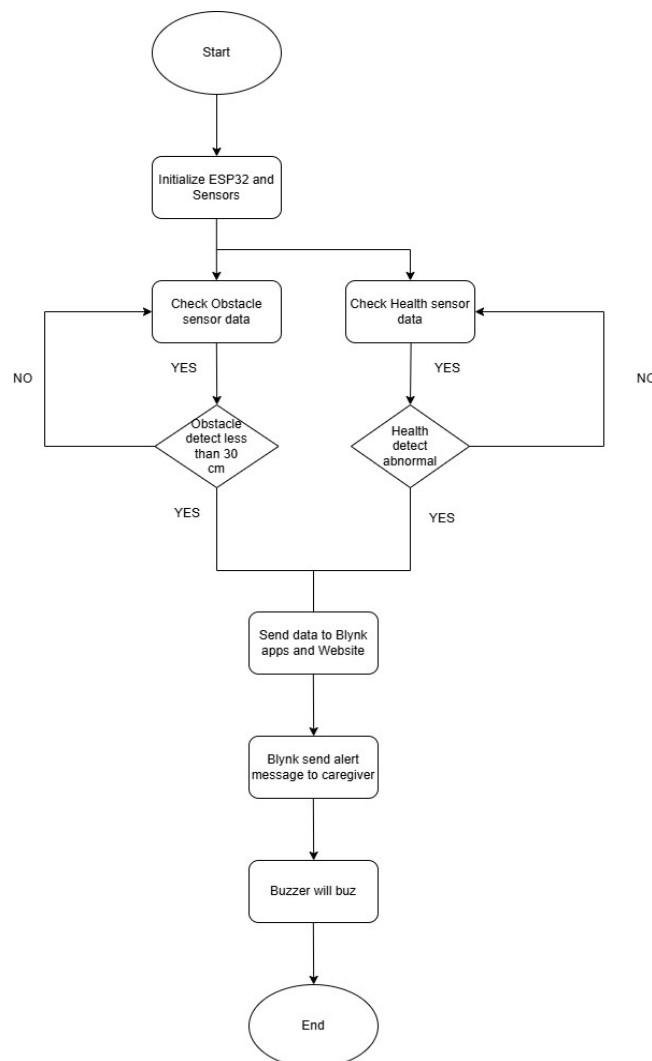 Start
Initialize ESP32 and
Sensors
Check Obstacle
sensor data
Check Health sensor
data
NO
YES
YES
NO
Obstacle
detect less
than 30
cm
Health
detect
abnormal
YES
YES
Send data to Blynk
apps and Website
Blynk send alert
message to caregiver
Buzzer will buz
End